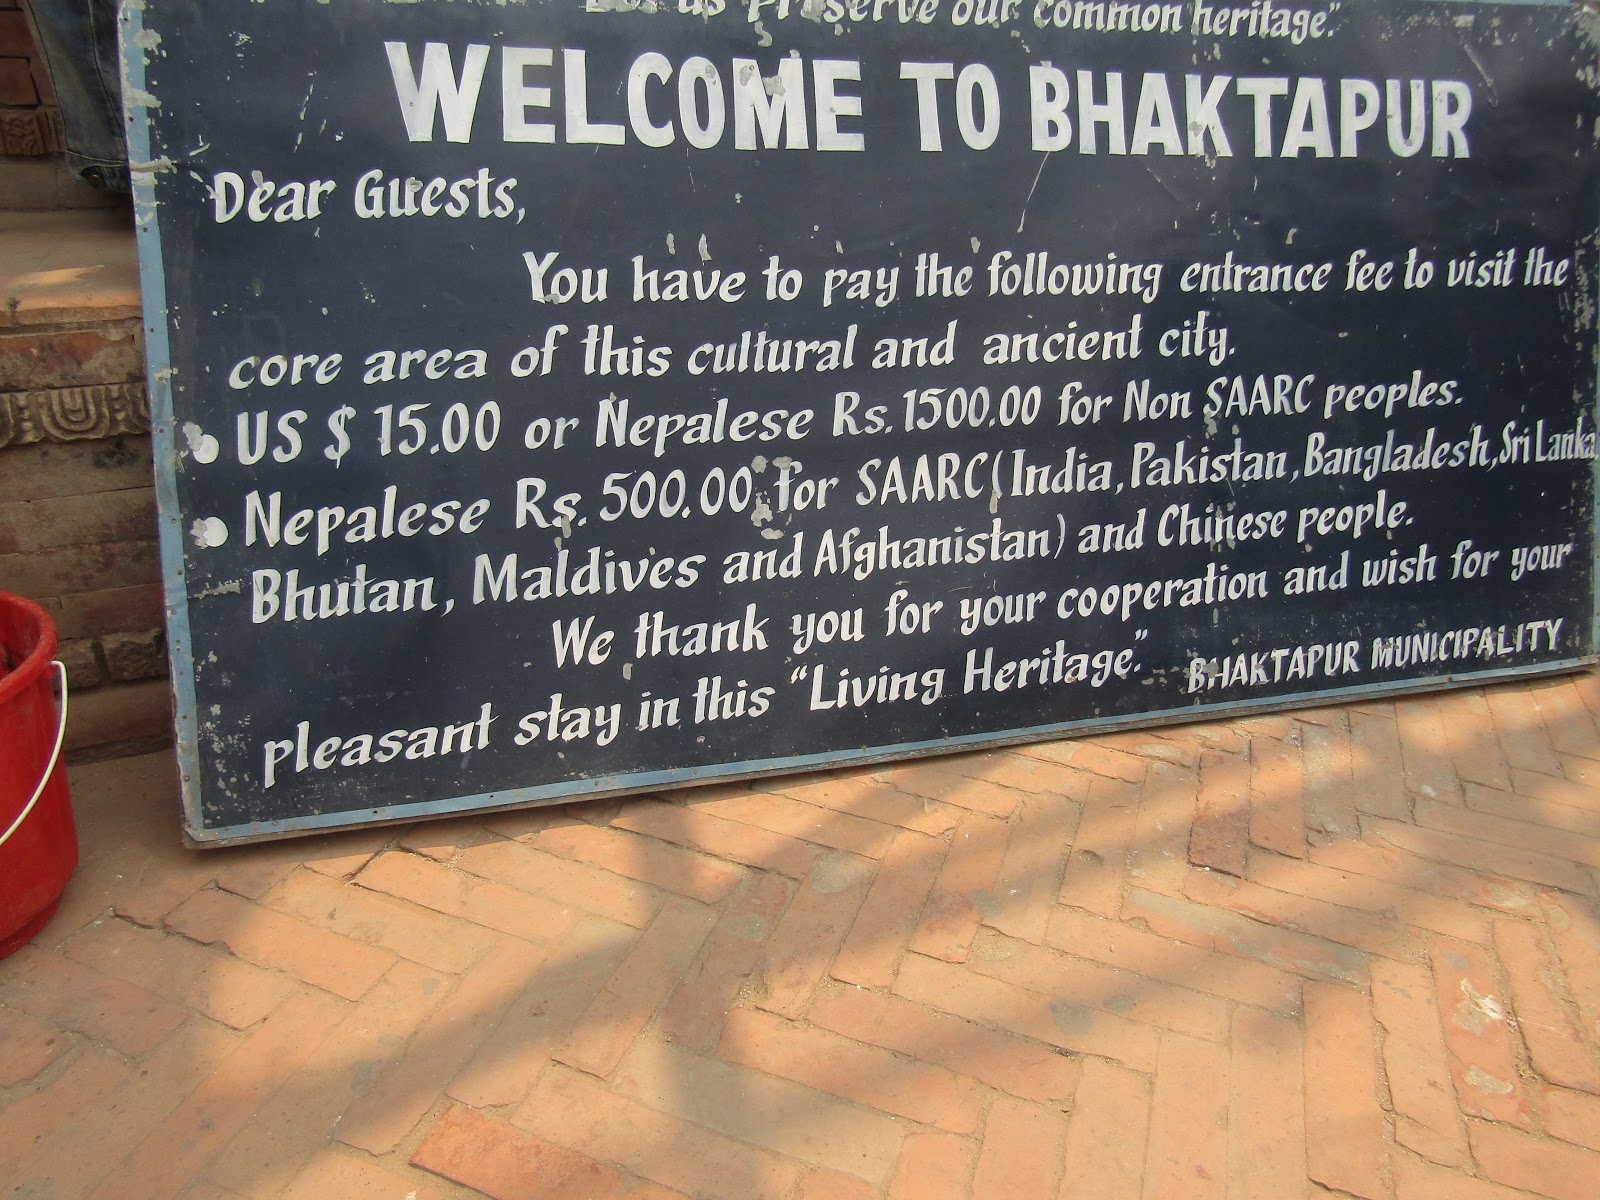 Let us Preserve our common heritage."
WELCOME TO BHAKTAPUR
Dear Guests,
You have to pay the following entrance fee to visit the
core area of this cultural and ancient city.
• US $ 15.00 or Nepalese Rs. 1500.00 for Non SAARC peoples.
• Nepalese Rs. 500.00 for SAARC (India, Pakistan, Bangladesh, Sri Lanka,
Bhutan, Maldives and Afghanistan) and Chinese people.
We thank you for your cooperation and wish for your
pleasant stay in this "Living Heritage."
BHAKTAPUR MUNICIPALITY